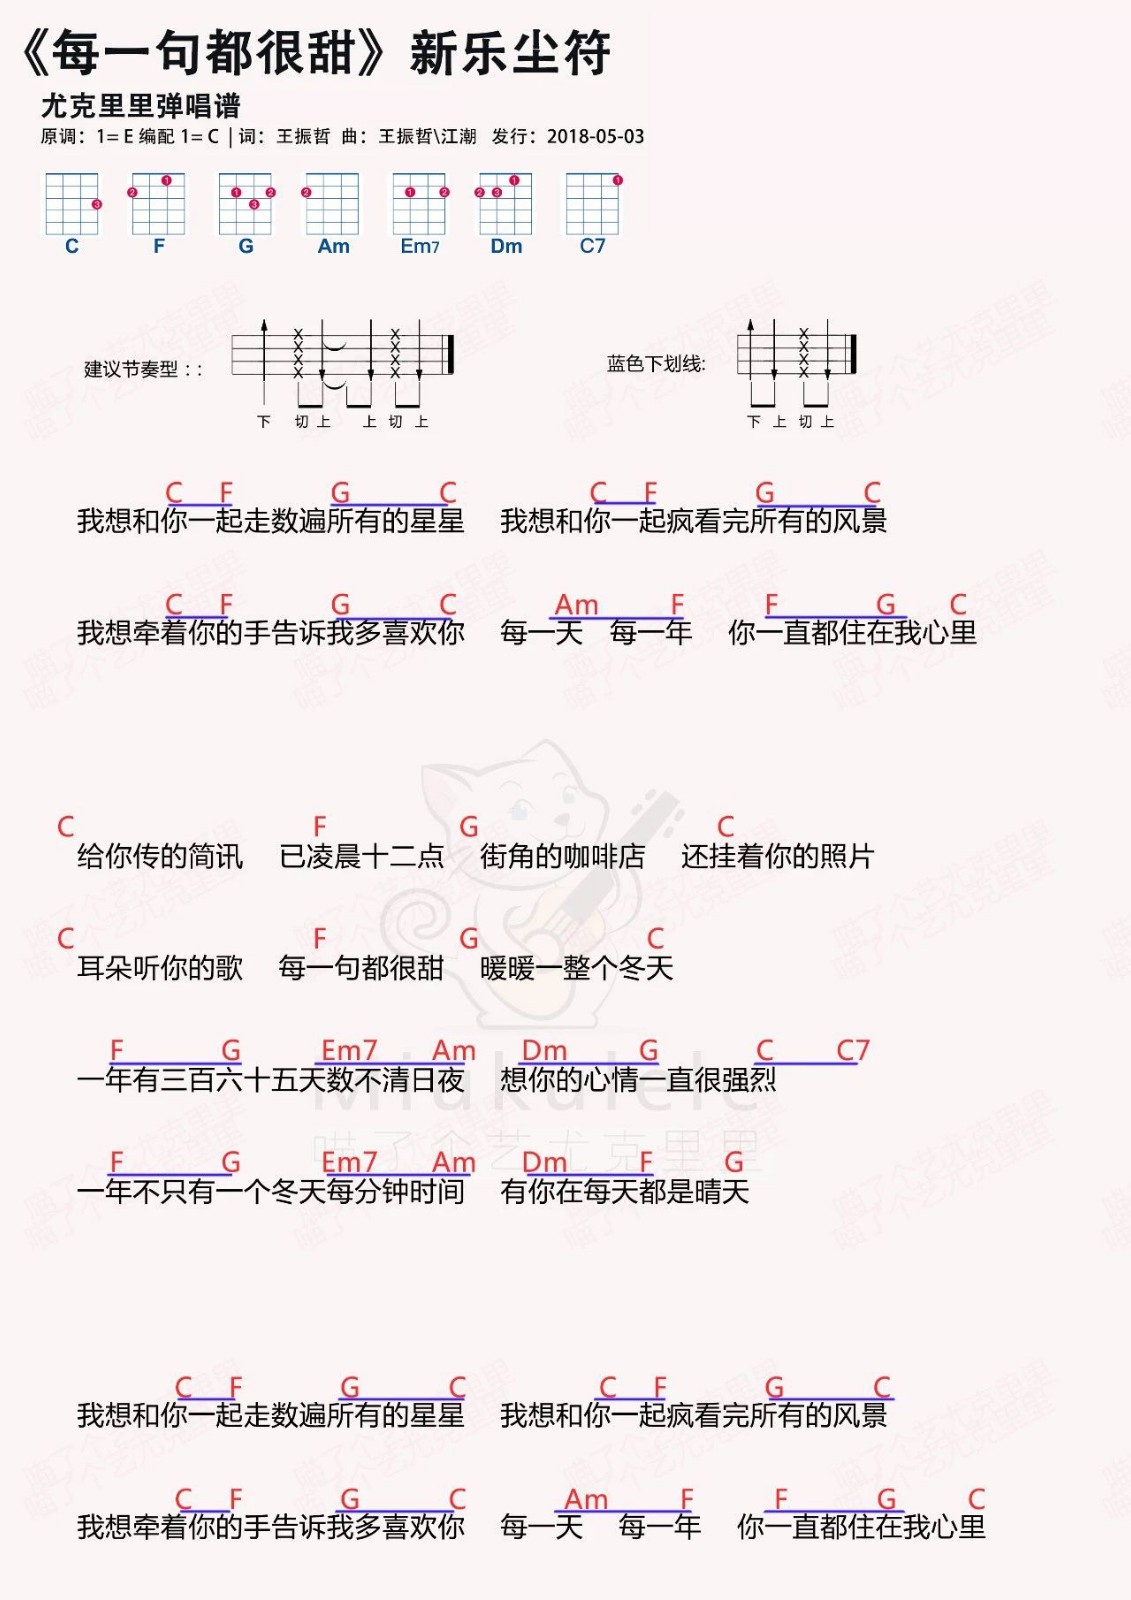 《每一句都很甜》新乐尘符
尤克里里弹唱谱
原调：1= E 编配 1= C | 词：王振哲 曲：王振哲\江潮 发行：2018-05-03
3 2 1 1 3 2 2 1 2 2 3 1 1
C F G Am Em7 Dm C7
建议节奏型：:
下 切 上 上 切 上
蓝色下划线:
下 上 切 上
C F G C C F G C
我想和你一起走数遍所有的星星 我想和你一起疯看完所有的风景
C F G C Am F F G C
我想牵着你的手告诉我多喜欢你 每一天 每一年 你一直都住在我心里
C F G C
给你传的简讯 已凌晨十二点 街角的咖啡店 还挂着你的照片
C F G C
耳朵听你的歌 每一句都很甜 暖暖一整个冬天
F G Em7 Am Dm G C C7
一年有三百六十五天数不清日夜 想你的心情一直很强烈
Miukulele
喵了个艺尤克里里
F G Em7 Am Dm F G
一年不只有一个冬天每分钟时间 有你在每天都是晴天
C F G C C F G C
我想和你一起走数遍所有的星星 我想和你一起疯看完所有的风景
C F G C Am F F G C
我想牵着你的手告诉我多喜欢你 每一天 每一年 你一直都住在我心里